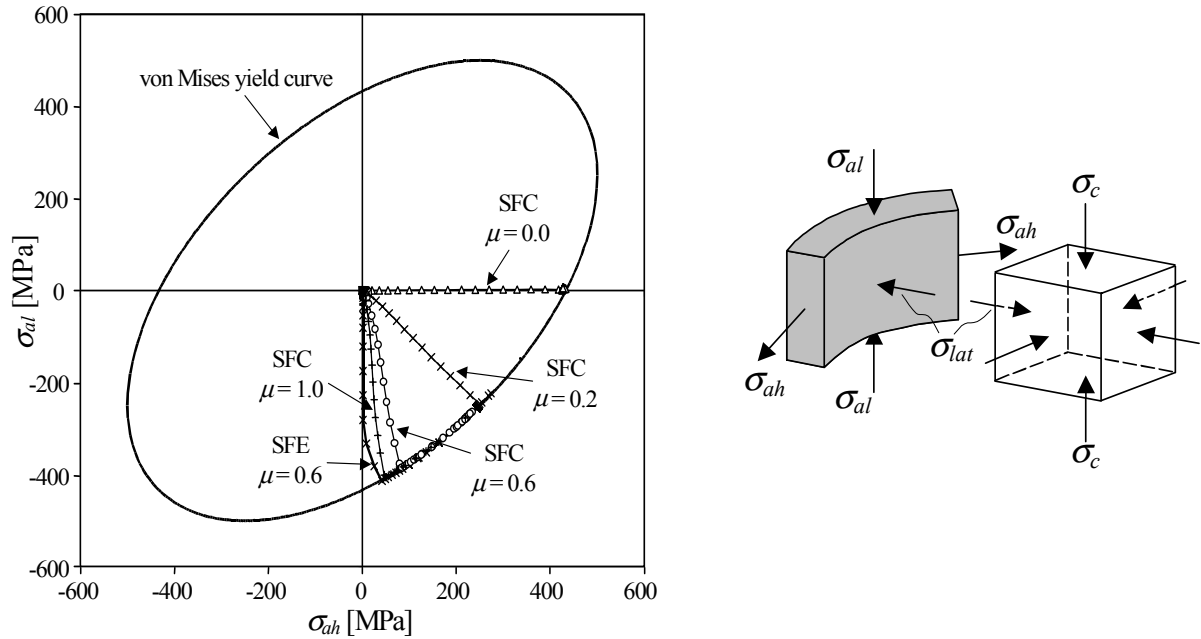 600
400
200
0
-200
-400
-600
-600
-400
-200
0
200
400
600
σal [MPa]
σah [MPa]
von Mises yield curve
SFC
μ = 0.0
SFC
μ = 1.0
SFC
μ = 0.2
SFE
μ = 0.6
SFC
μ = 0.6
σal
σc
σah
σlat
σah
σal
σc